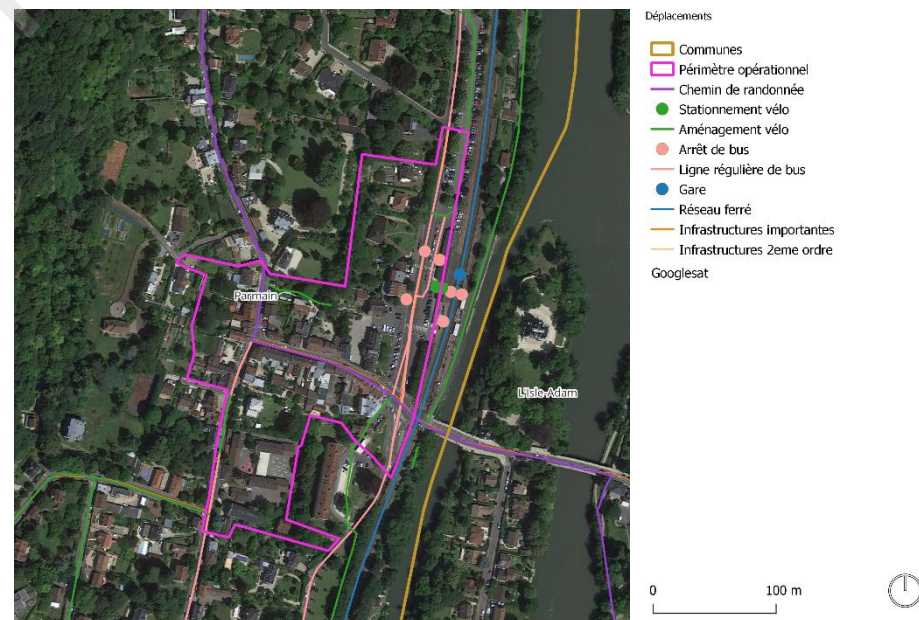 Déplacements
Communes
Périmètre opérationnel
Chemin de randonnée
Stationnement vélo
Aménagement vélo
Arrêt de bus
Ligne régulière de bus
Gare
Réseau ferré
Infrastructures importantes
Infrastructures 2eme ordre
Googlesat
Parmain
L'Isle-Adam
0 100 m